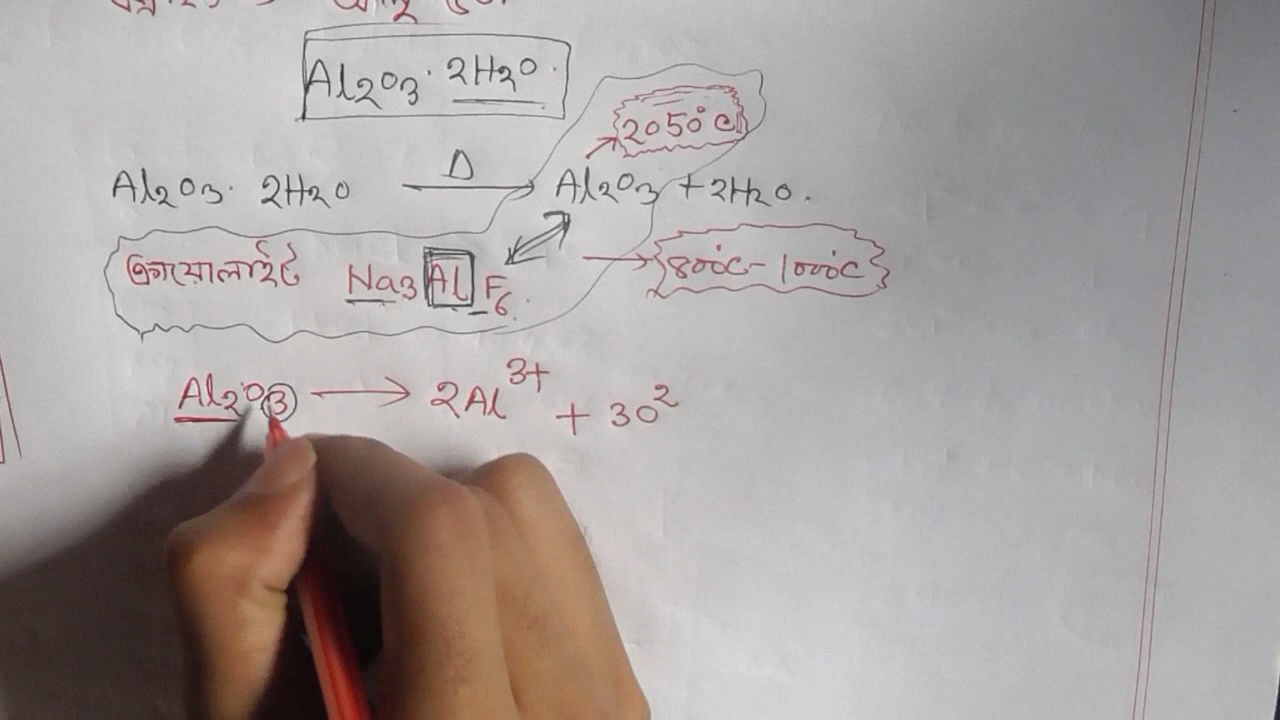 Al₂O₃·2H₂O·
2050°C
Al₂O₃· 2H₂O —Δ→ Al₂O₃ + 2H₂O.
ক্রায়োলাইট Na₃AlF₆. → 800°C - 1000°C
Al₂O₃ → 2Al³⁺ + 3O²